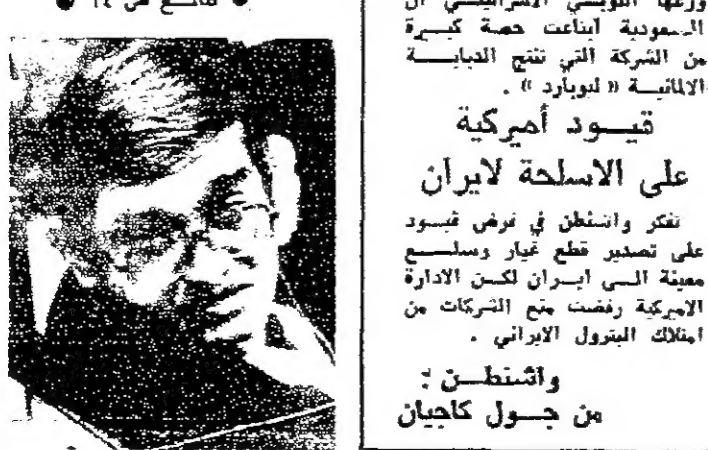 السعودية ابتاعت حصة كبيرة
من الشركة التي تنتج الدبابة
الالمانية « ليوبارد » .
قيود أميركية
على الاسلحة لايران
تفكر واشنطن في فرض قيود
على تصدير قطع غيار وسلع
معينة الى ايران لكن الادارة
الاميركية رفضت منع الشركات من
امتلاك البترول الايراني .
واشنطن :
من جول كاجيان